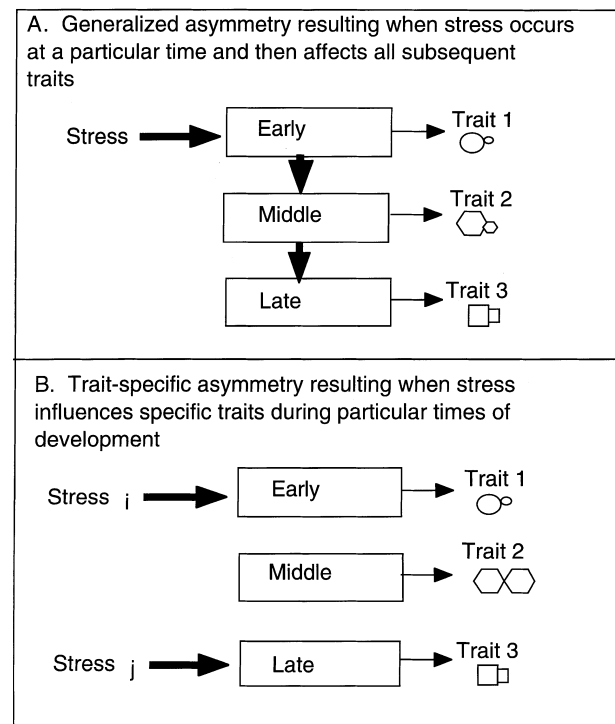 A. Generalized asymmetry resulting when stress occurs
at a particular time and then affects all subsequent
traits
Stress
Early
Trait 1
Middle
Trait 2
Late
Trait 3
B. Trait-specific asymmetry resulting when stress
influences specific traits during particular times of
development
Stress i
Early
Trait 1
Middle
Trait 2
Stress j
Late
Trait 3